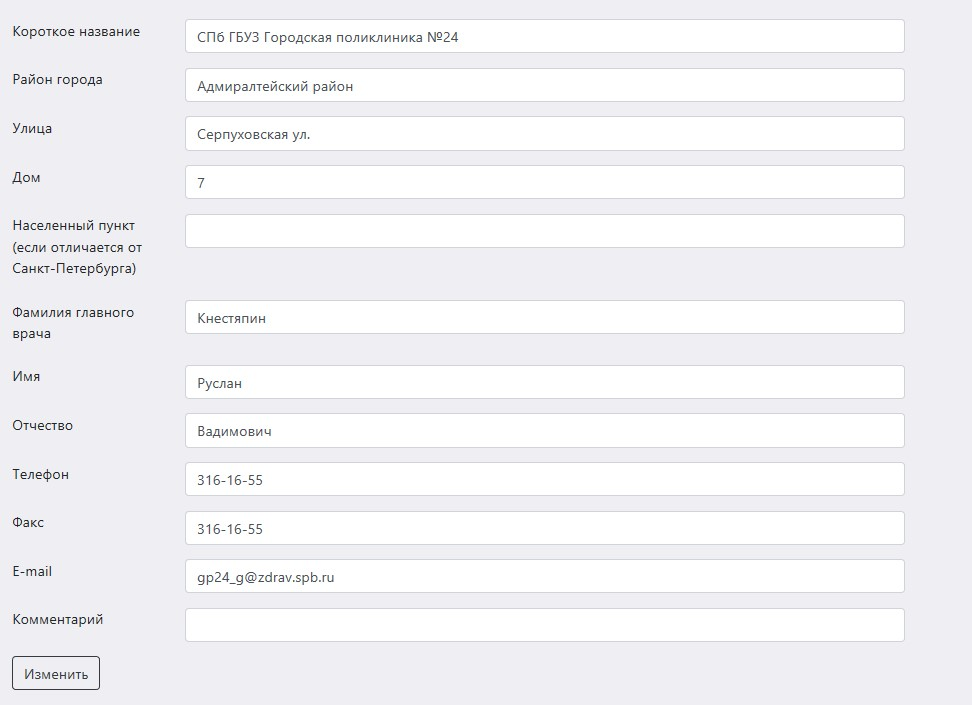 Короткое название
СПб ГБУЗ Городская поликлиника №24
Район города
Адмиралтейский район
Улица
Серпуховская ул.
Дом
7
Населенный пункт
(если отличается от
Санкт-Петербурга)
Фамилия главного
врача
Кнестяпин
Имя
Руслан
Отчество
Вадимович
Телефон
316-16-55
Факс
316-16-55
E-mail
gp24_g@zdrav.spb.ru
Комментарий
Изменить